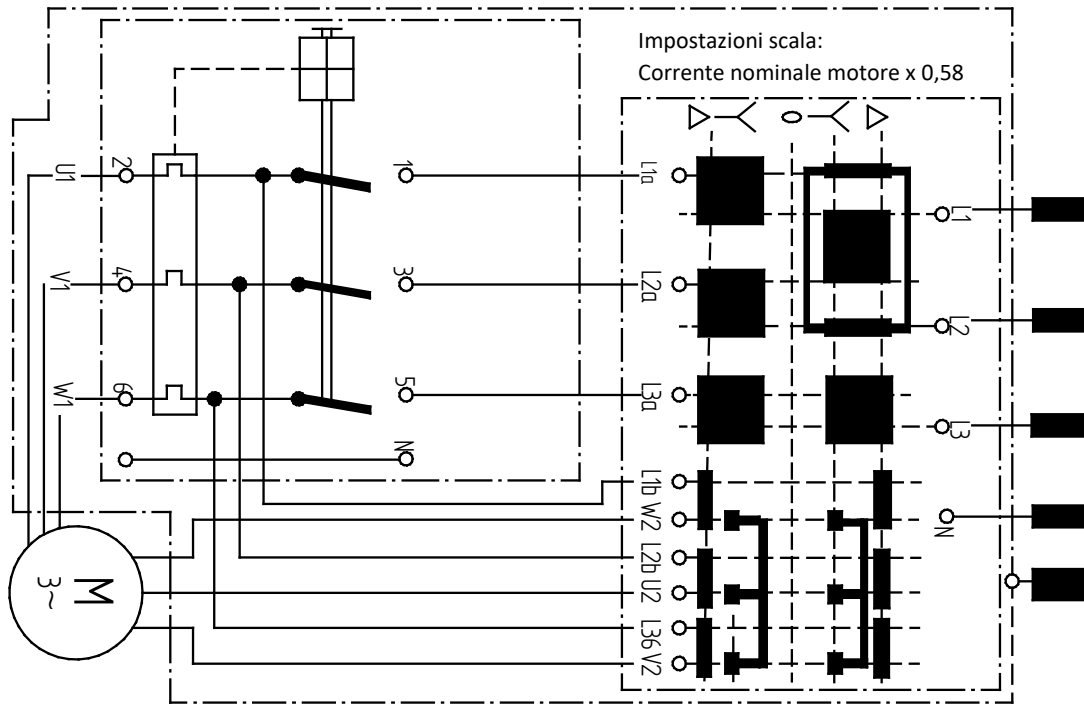 Impostazioni scala:
Corrente nominale motore x 0,58
U1
2
1
L1a
L1
V1
4
3
L2a
L2
W1
6
5
L3a
L3
N
L1b
W2
N
L2b
U2
L36
V2
M
3~